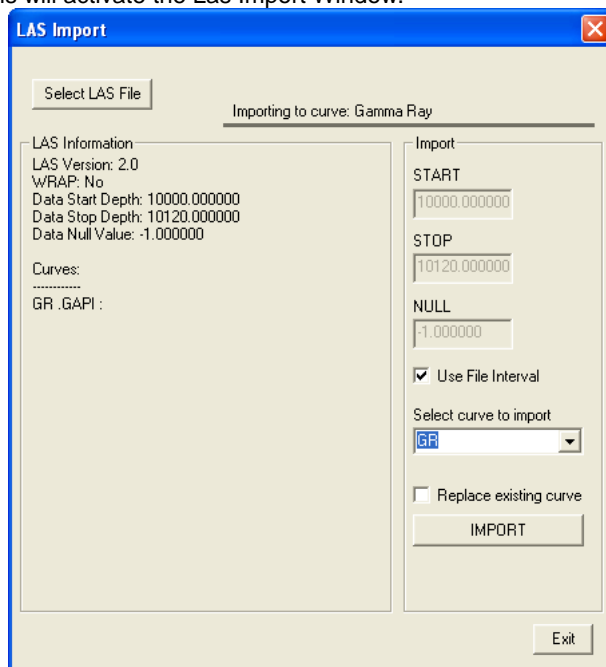 is will activate the Las Import Window.
LAS Import
Select LAS File
Importing to curve: Gamma Ray
LAS Information
LAS Version: 2.0
WRAP: No
Data Start Depth: 10000.000000
Data Stop Depth: 10120.000000
Data Null Value: -1.000000
Curves:
------------
GR .GAPI :
Import
START
10000.000000
STOP
10120.000000
NULL
-1.000000
Use File Interval
Select curve to import
GR
Replace existing curve
IMPORT
Exit